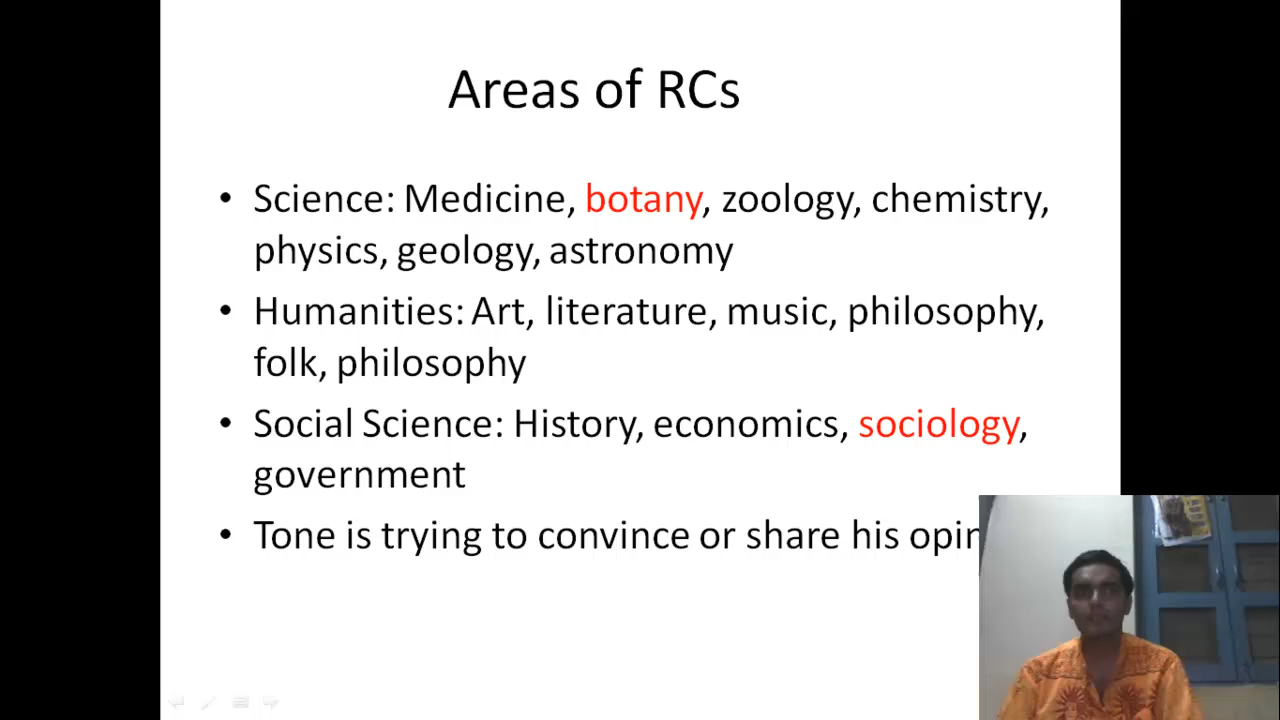 Areas of RCs
• Science: Medicine, botany, zoology, chemistry,
physics, geology, astronomy
• Humanities: Art, literature, music, philosophy,
folk, philosophy
• Social Science: History, economics, sociology,
government
• Tone is trying to convince or share his